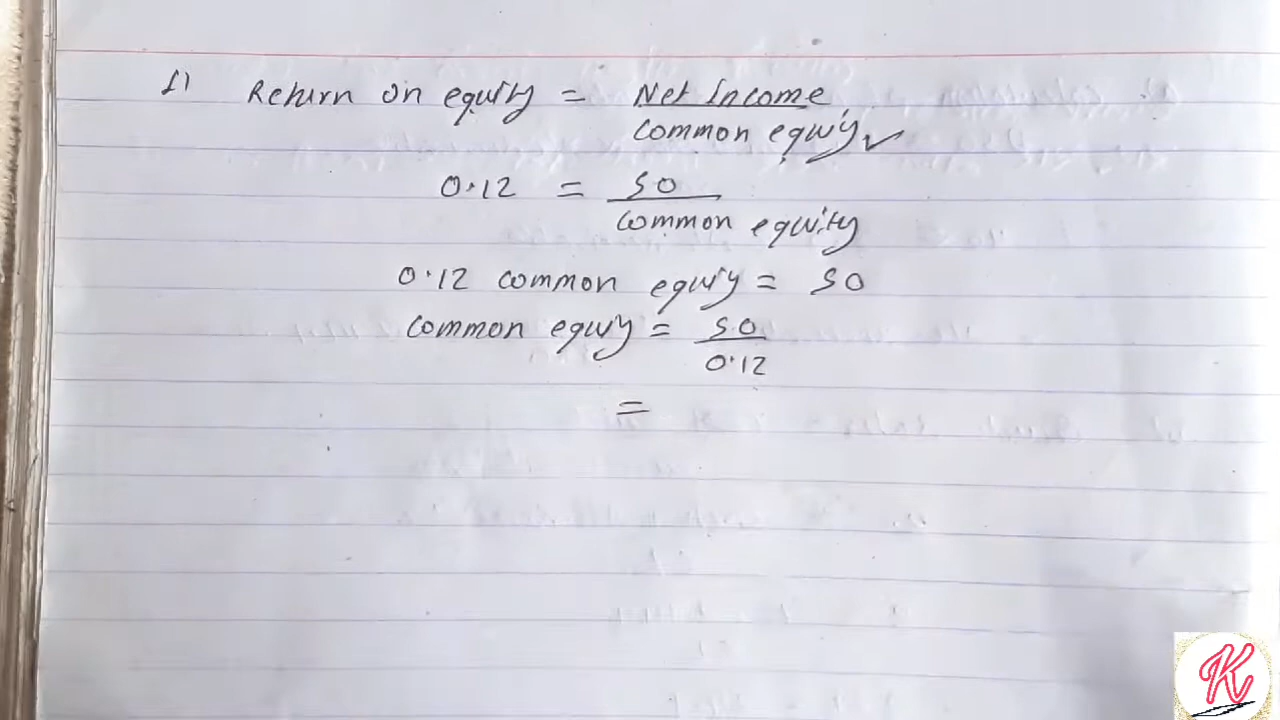 1) Return on equity = Net Income
Common equity ✓
0.12 = 50
Common equity
0.12 common equity = 50
Common equity = 50
0.12
=
K